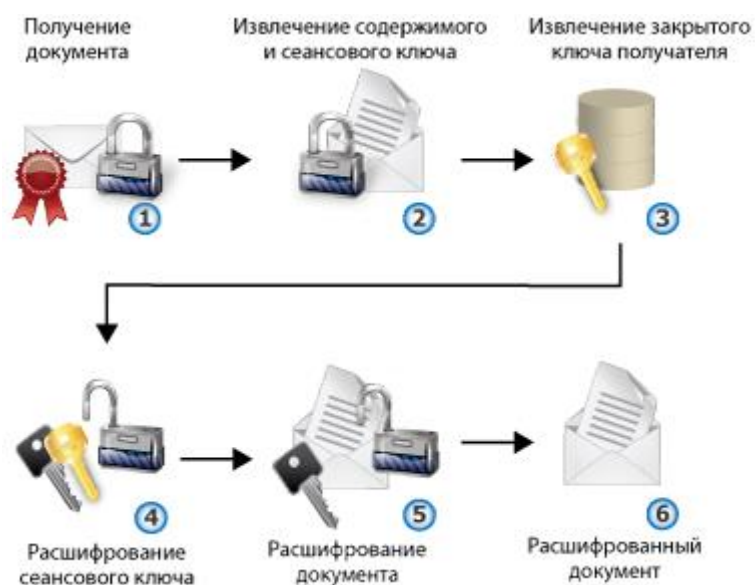 Получение
документа
Извлечение содержимого
и сеансового ключа
Извлечение закрытого
ключа получателя
1
2
3
4
5
6
Расшифрование
сеансового ключа
Расшифрование
документа
Расшифрованный
документ